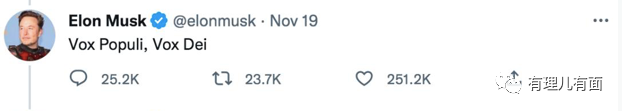 Elon Musk @elonmusk · Nov 19
Vox Populi, Vox Dei
25.2K 23.7K 251.2K 有理儿有面